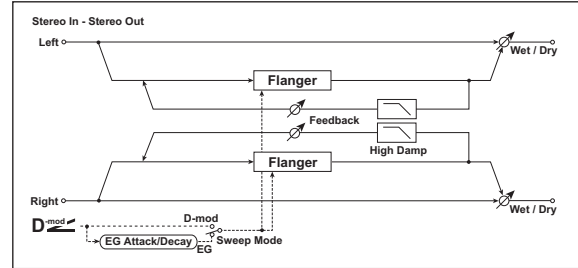 Stereo In - Stereo Out
Left
Wet / Dry
Flanger
Feedback
High Damp
Flanger
Right
Wet / Dry
D-mod
D-mod
EG Attack/Decay
EG
Sweep Mode